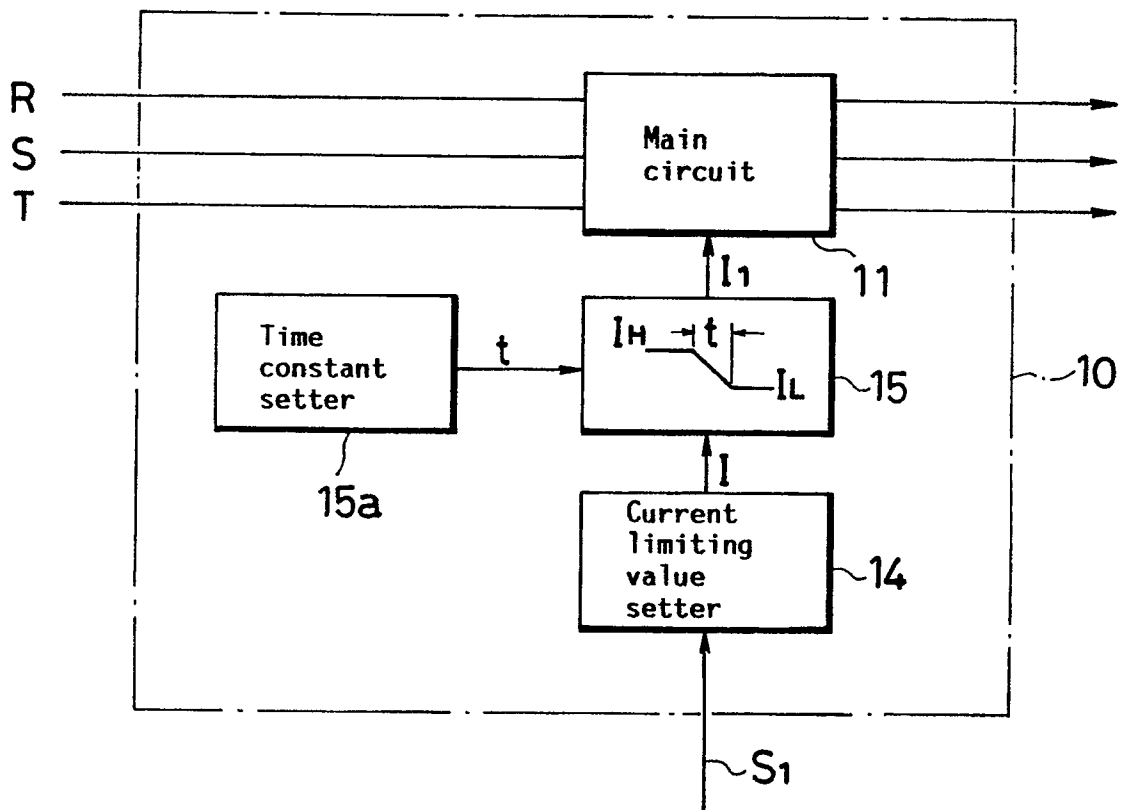 R
S
T
Main
circuit
11
I1
Time
constant
setter
t
IH
t
IL
15
10
15a
I
Current
limiting
value
setter
14
S1